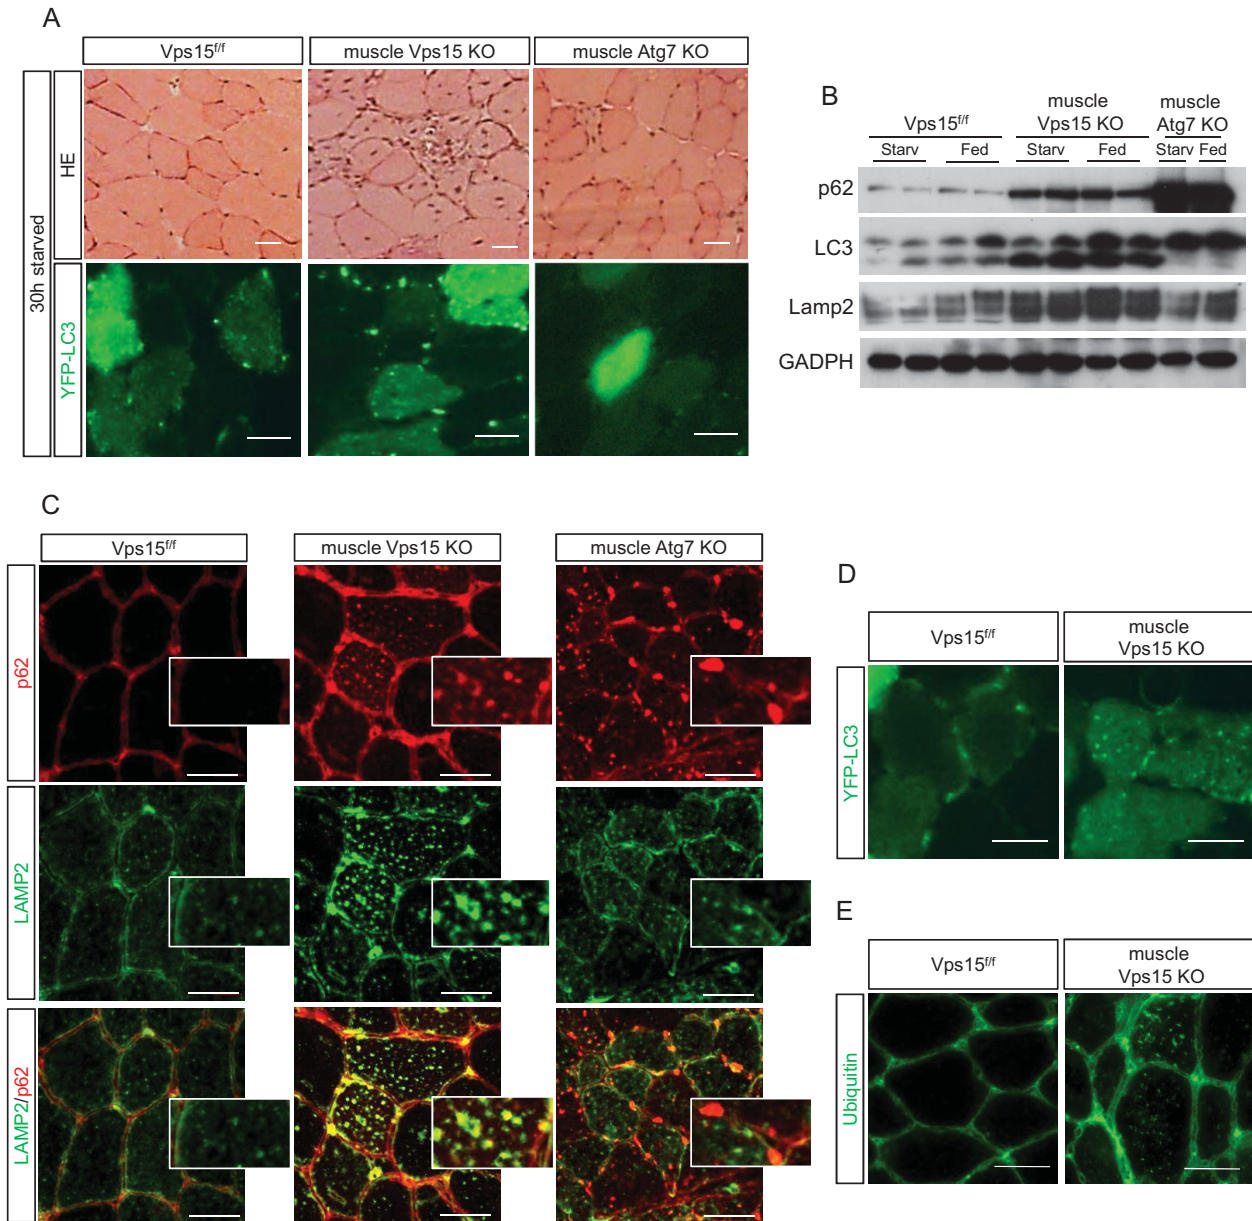 A
Vps15f/f
muscle Vps15 KO
muscle Atg7 KO
30h starved
HE
YFP-LC3
B
Vps15f/f
muscle
Vps15 KO
muscle
Atg7 KO
Starv
Fed
Starv
Fed
Starv
Fed
p62
LC3
Lamp2
GADPH
C
Vps15f/f
muscle Vps15 KO
muscle Atg7 KO
p62
LAMP2
LAMP2/p62
D
Vps15f/f
muscle
Vps15 KO
YFP-LC3
E
Vps15f/f
muscle
Vps15 KO
Ubiquitin